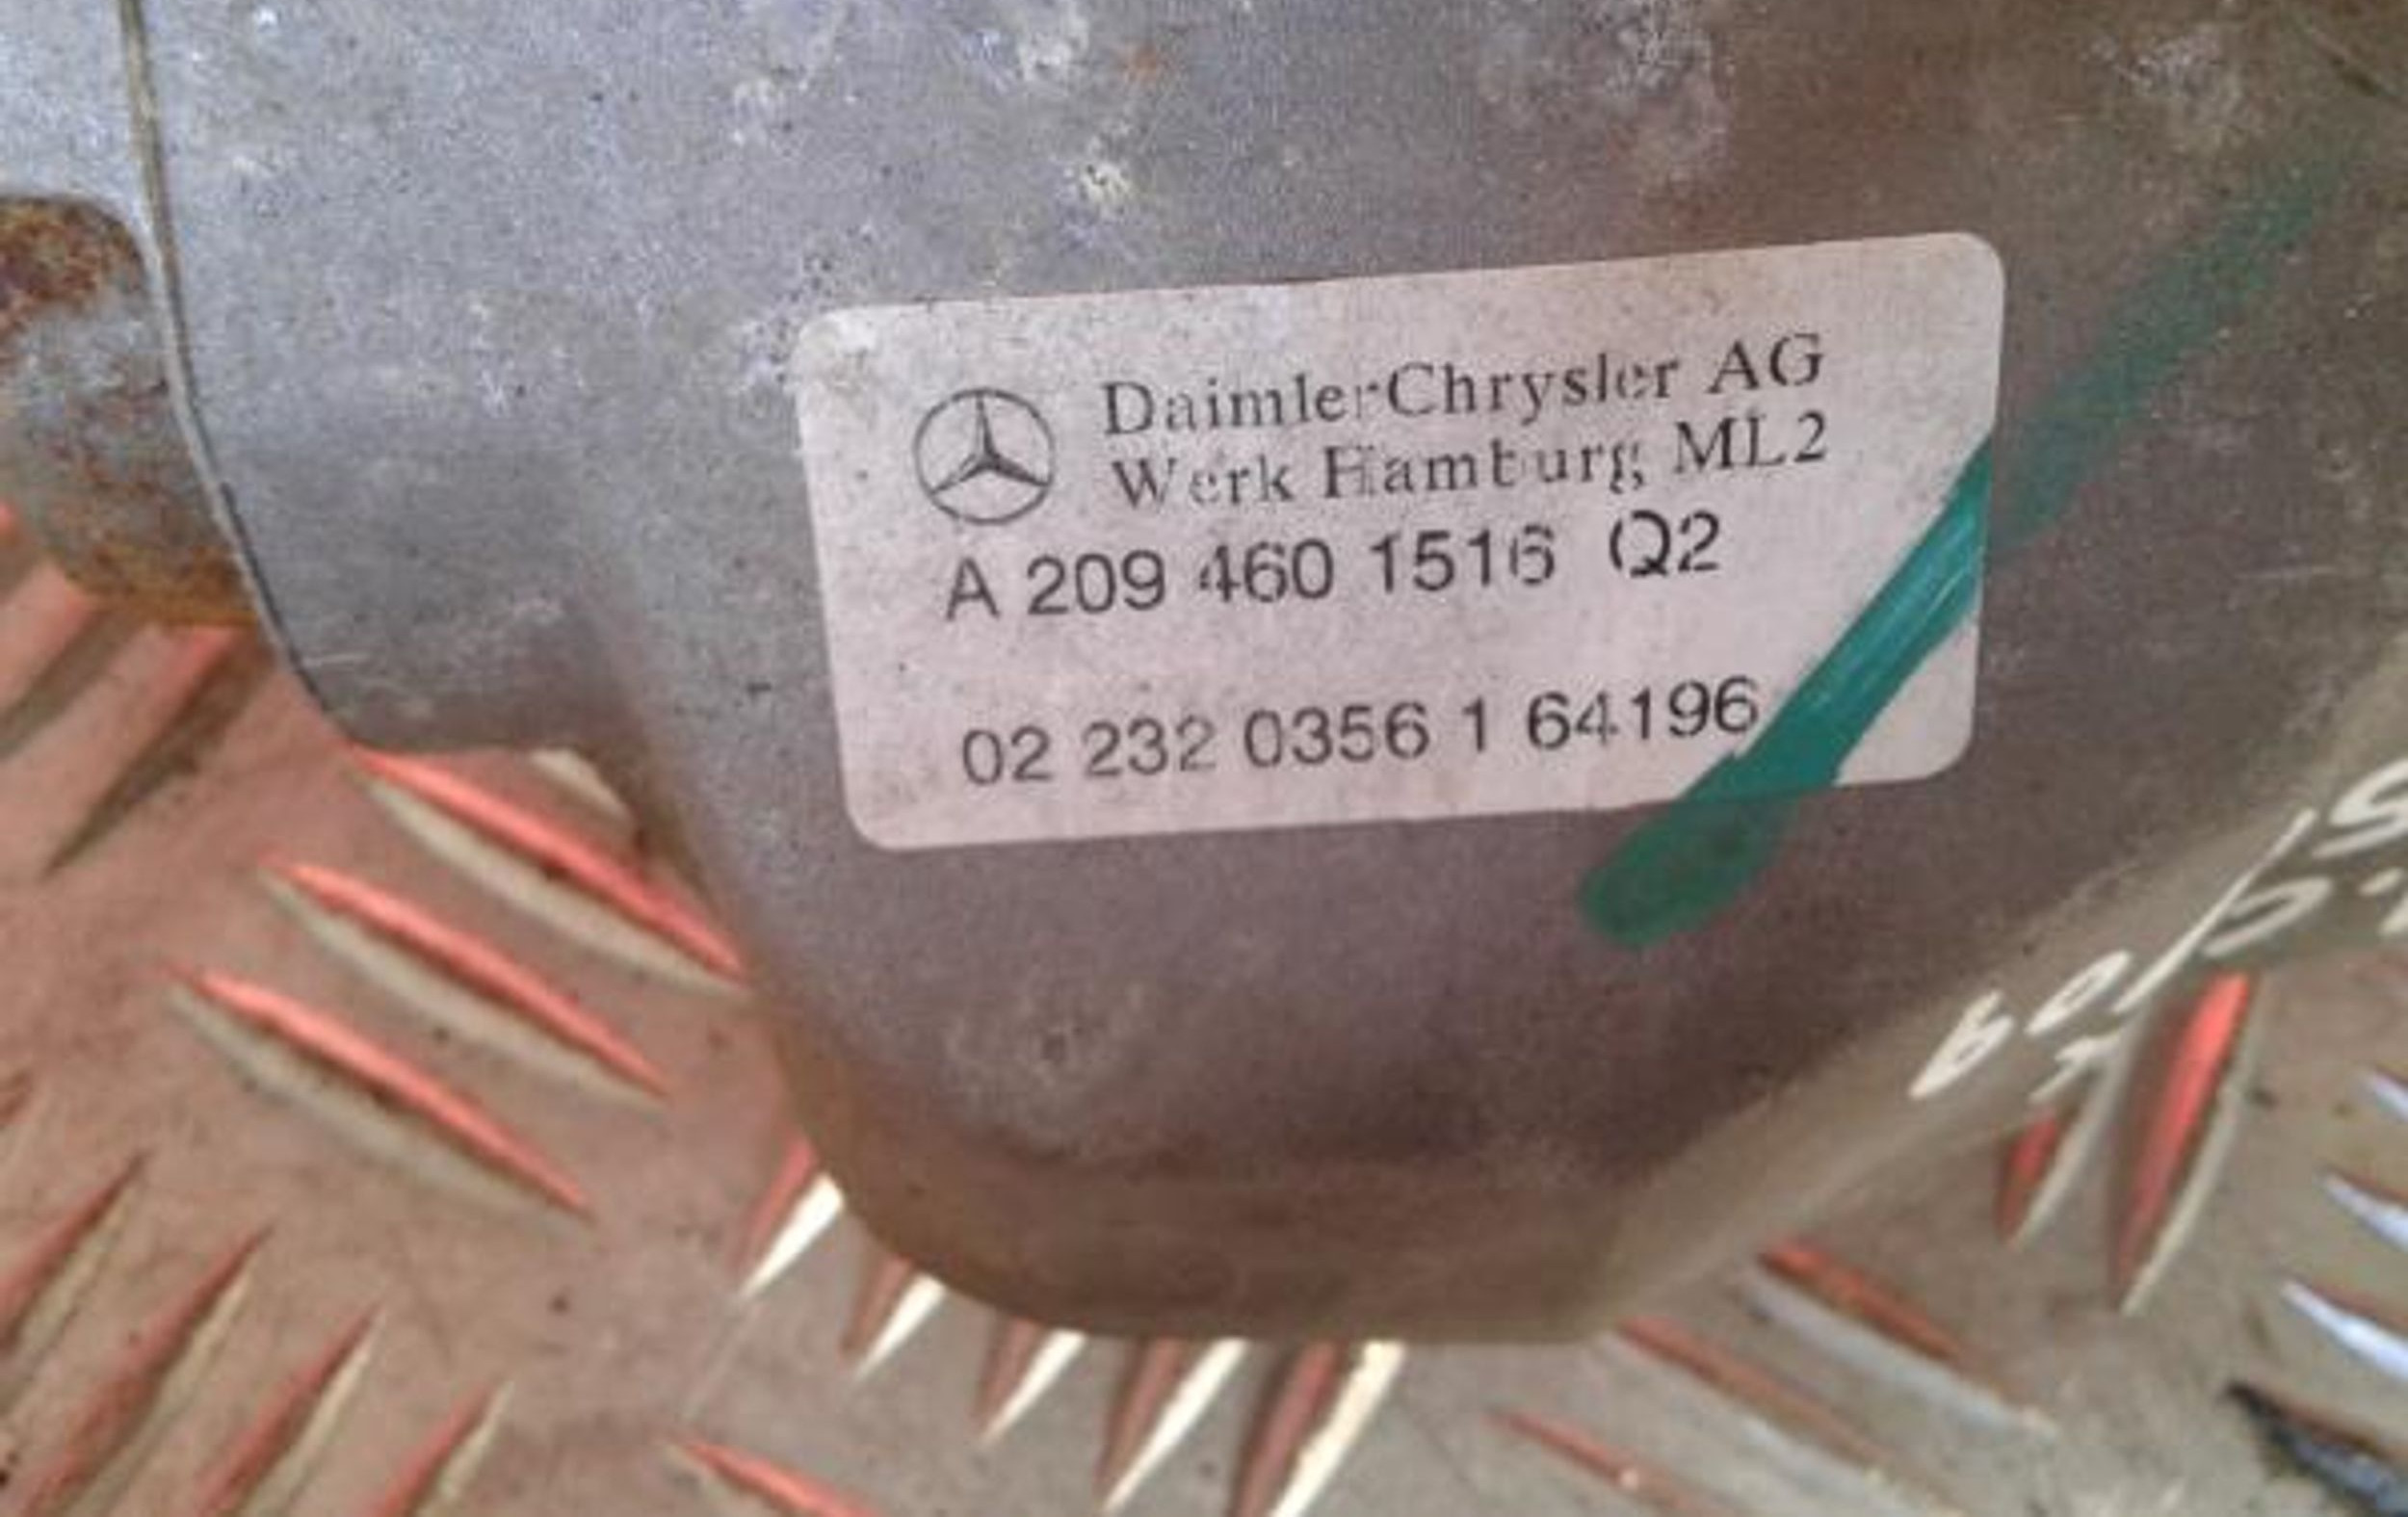 DaimlerChrysler AG
Werk Hamburg, ML2
A 209 460 1516 Q2
02 232 0356 1 64196